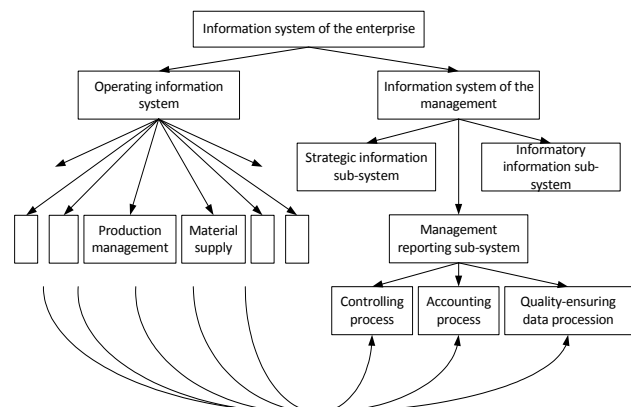 Information system of the enterprise
Operating information
system
Information system of the
management
Strategic information
sub-system
Informatory
information sub-
system
Production
management
Material
supply
Management
reporting sub-system
Controlling
process
Accounting
process
Quality-ensuring
data procession